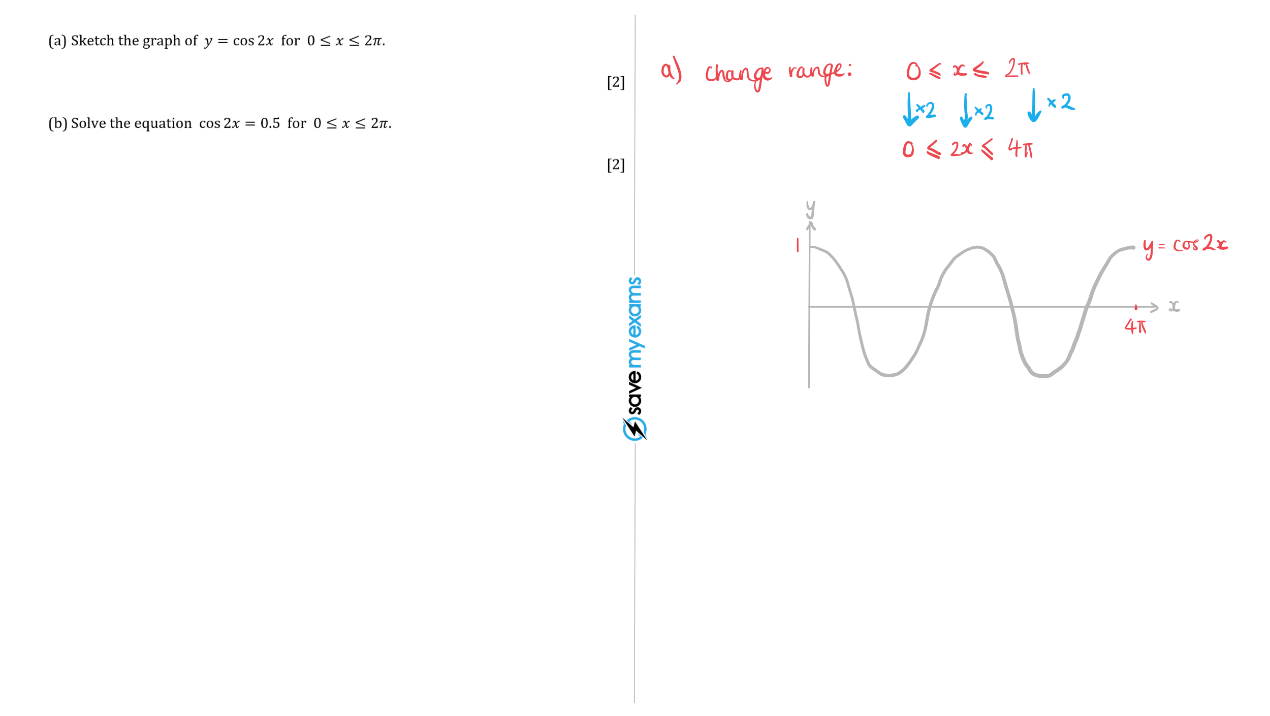 (a) Sketch the graph of y = cos 2x for 0 ≤ x ≤ 2π.
[2]
(b) Solve the equation cos 2x = 0.5 for 0 ≤ x ≤ 2π.
[2]
save my exams
a) change range: 0 ⩽ x ⩽ 2π
↓×2 ↓×2 ↓×2
0 ⩽ 2x ⩽ 4π
y
1
y = cos 2x
x
4π